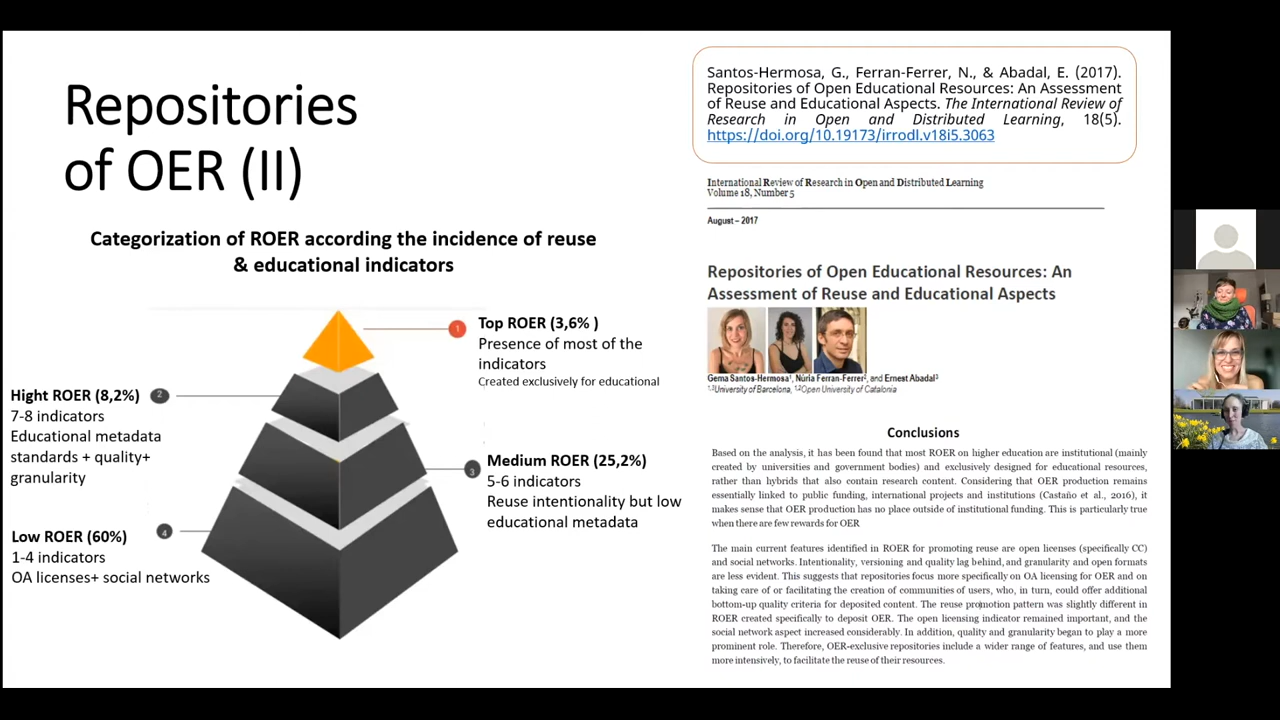 Repositories
of OER (II)
Categorization of ROER according the incidence of reuse
& educational indicators
1
Top ROER (3,6% )
Presence of most of the
indicators
Created exclusively for educational
Hight ROER (8,2%)
2
7-8 indicators
Educational metadata
standards + quality+
granularity
3
Medium ROER (25,2%)
5-6 indicators
Reuse intentionality but low
educational metadata
4
Low ROER (60%)
1-4 indicators
OA licenses+ social networks
Santos-Hermosa, G., Ferran-Ferrer, N., & Abadal, E. (2017).
Repositories of Open Educational Resources: An Assessment
of Reuse and Educational Aspects. The International Review of
Research in Open and Distributed Learning, 18(5).
https://doi.org/10.19173/irrodl.v18i5.3063
International Review of Research in Open and Distributed Learning
Volume 18, Number 5
August – 2017
Repositories of Open Educational Resources: An
Assessment of Reuse and Educational Aspects
Gema Santos-Hermosa¹, Núria Ferran-Ferrer², and Ernest Abadal³
¹,³University of Barcelona, ¹,²Open University of Catalonia
Conclusions
Based on the analysis, it has been found that most ROER on higher education are institutional (mainly
created by universities and government bodies) and exclusively designed for educational resources,
rather than hybrids that also contain research content. Considering that OER production remains
essentially linked to public funding, international projects and institutions (Castaño et al., 2016), it
makes sense that OER production has no place outside of institutional funding. This is particularly true
when there are few rewards for OER
The main current features identified in ROER for promoting reuse are open licenses (specifically CC)
and social networks. Intentionality, versioning and quality lag behind, and granularity and open formats
are less evident. This suggests that repositories focus more specifically on OA licensing for OER and on
taking care of or facilitating the creation of communities of users, who, in turn, could offer additional
bottom-up quality criteria for deposited content. The reuse promotion pattern was slightly different in
ROER created specifically to deposit OER. The open licensing indicator remained important, and the
social network aspect increased considerably. In addition, quality and granularity began to play a more
prominent role. Therefore, OER-exclusive repositories include a wider range of features, and use them
more intensively, to facilitate the reuse of their resources.